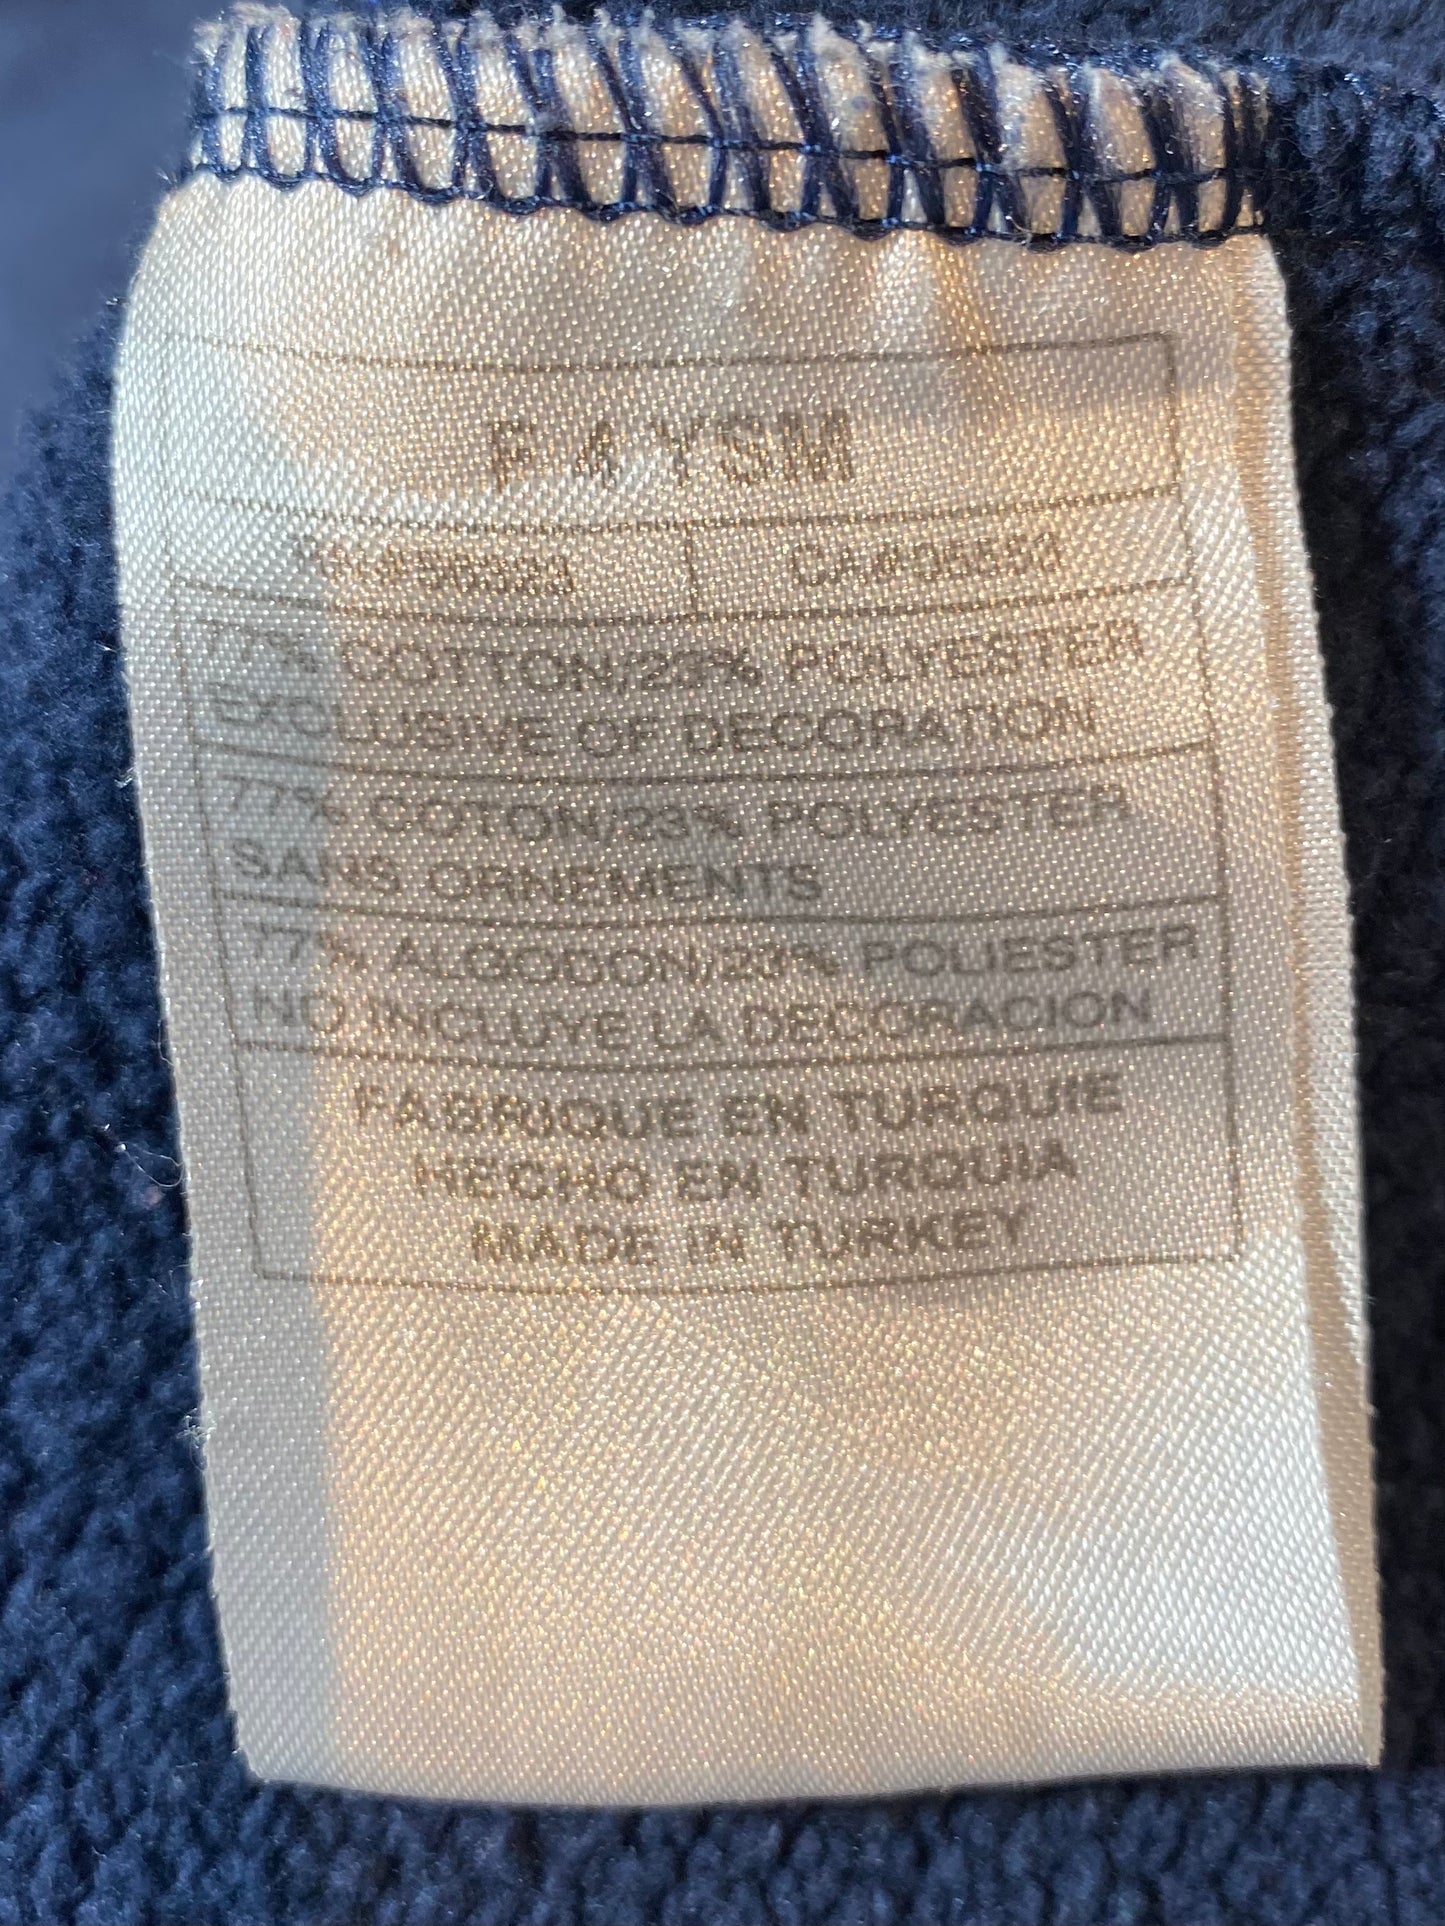 77% COTTON/23% POLYESTER
EXCLUSIVE OF DECORATION
77% COTON/23% POLYESTER
SANS ORNEMENTS
77% ALGODON/23% POLIESTER
NO INCLUYE LA DECORACION
FABRIQUE EN TURQUIE
HECHO EN TURQUIA
MADE IN TURKEY